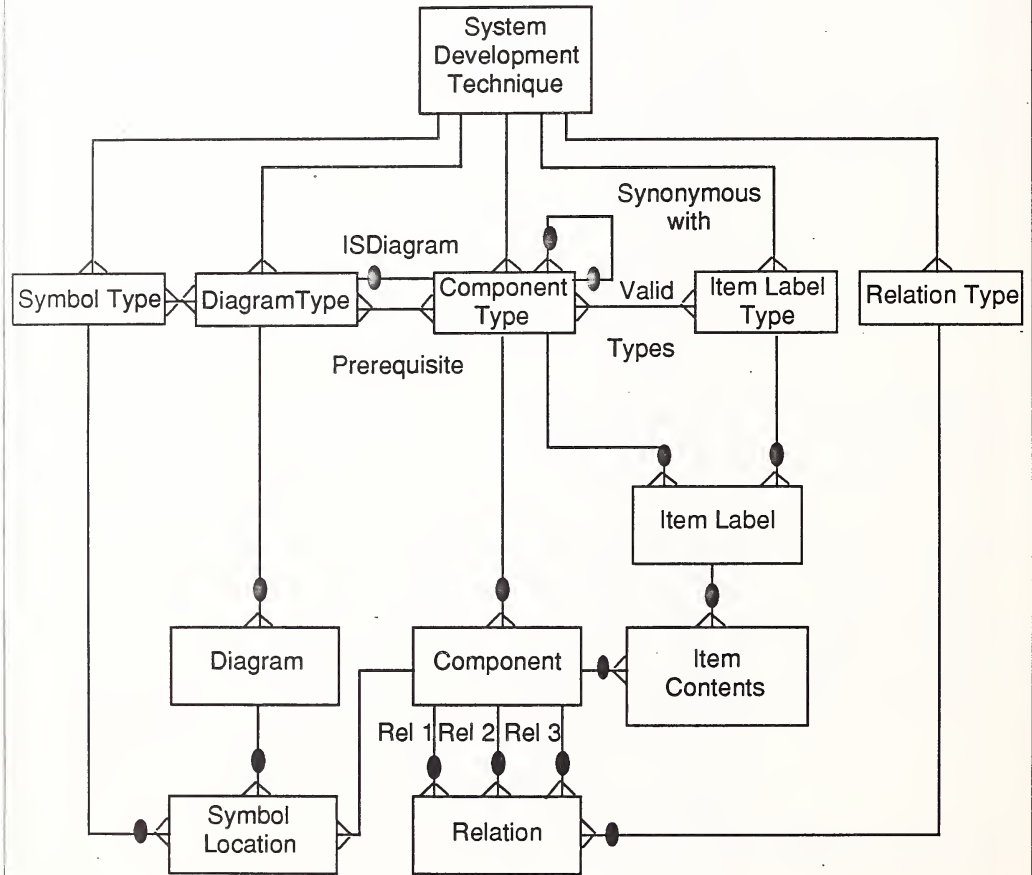 System
Development
Technique
Synonymous
with
ISDiagram
Symbol Type
DiagramType
Component
Type
Valid
Types
Item Label
Type
Relation Type
Prerequisite
Item Label
Diagram
Component
Item
Contents
Rel 1
Rel 2
Rel 3
Symbol
Location
Relation